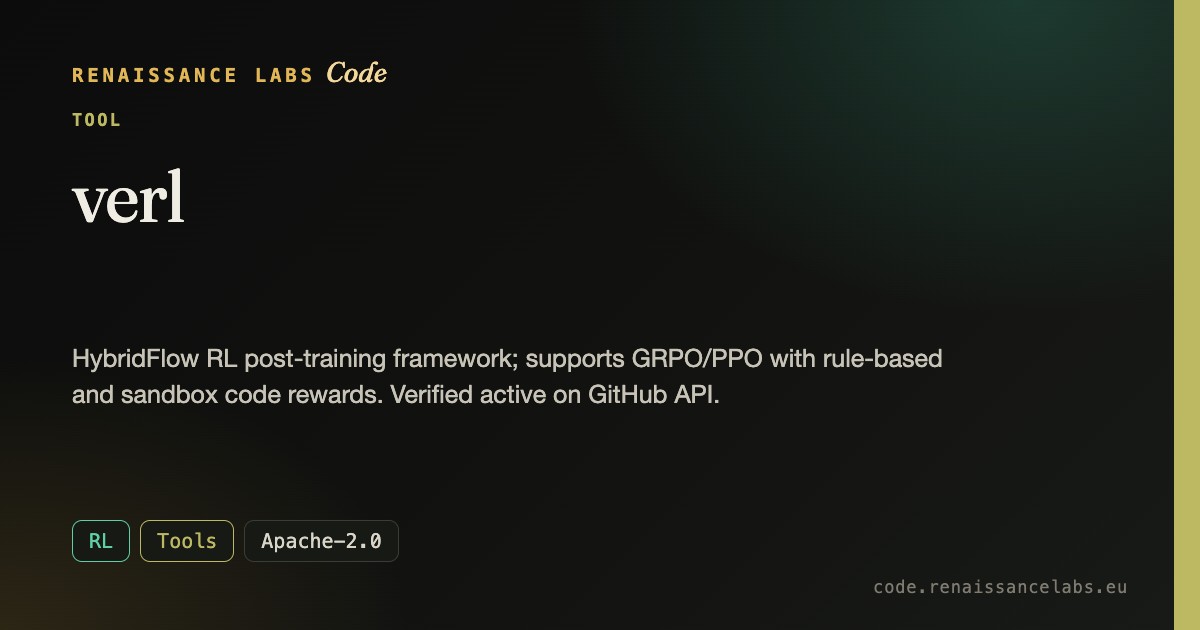 RENAISSANCE LABS Code
TOOL
verl
HybridFlow RL post-training framework; supports GRPO/PPO with rule-based
and sandbox code rewards. Verified active on GitHub API.
RL Tools Apache-2.0
code.renaissancelabs.eu